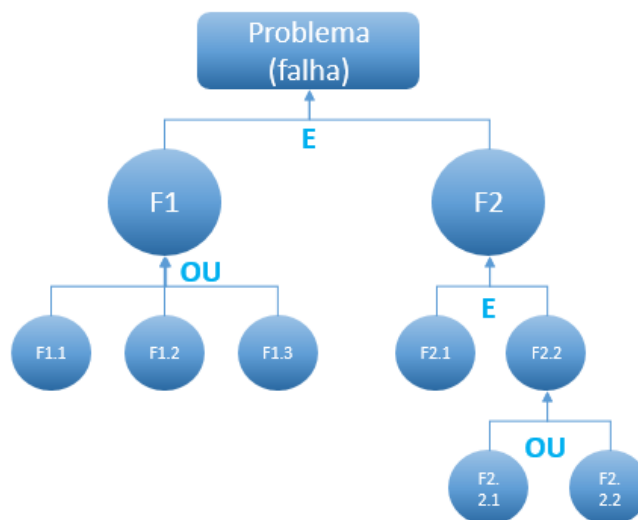 Problema
(falha)
E
F1
F2
OU
E
F1.1
F1.2
F1.3
F2.1
F2.2
OU
F2.
2.1
F2.
2.2